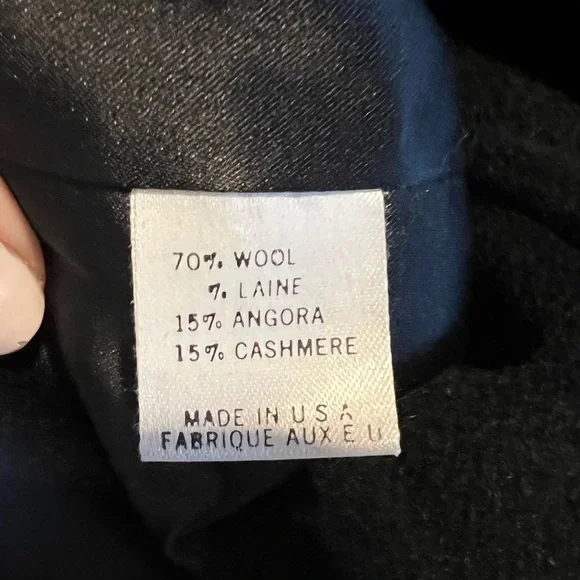 70% WOOL
% LAINE
15% ANGORA
15% CASHMERE
MADE IN U S A
FABRIQUE AUX E U